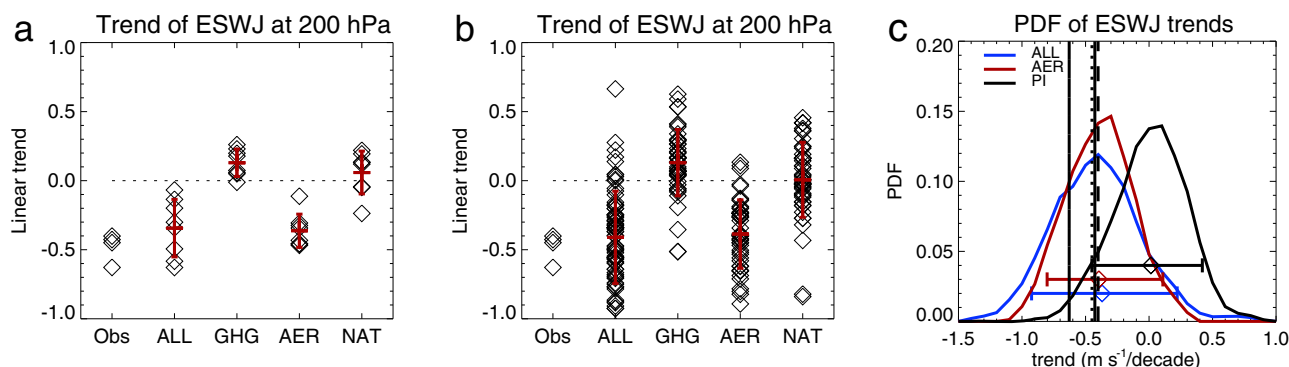 a
Trend of ESWJ at 200 hPa
Linear trend
1.0
0.5
0.0
-0.5
-1.0
Obs ALL GHG AER NAT
b
Trend of ESWJ at 200 hPa
Linear trend
1.0
0.5
0.0
-0.5
-1.0
Obs ALL GHG AER NAT
c
PDF of ESWJ trends
PDF
0.20
0.15
0.10
0.05
0.00
ALL
AER
PI
-1.5 -1.0 -0.5 0.0 0.5 1.0
trend (m s⁻¹/decade)